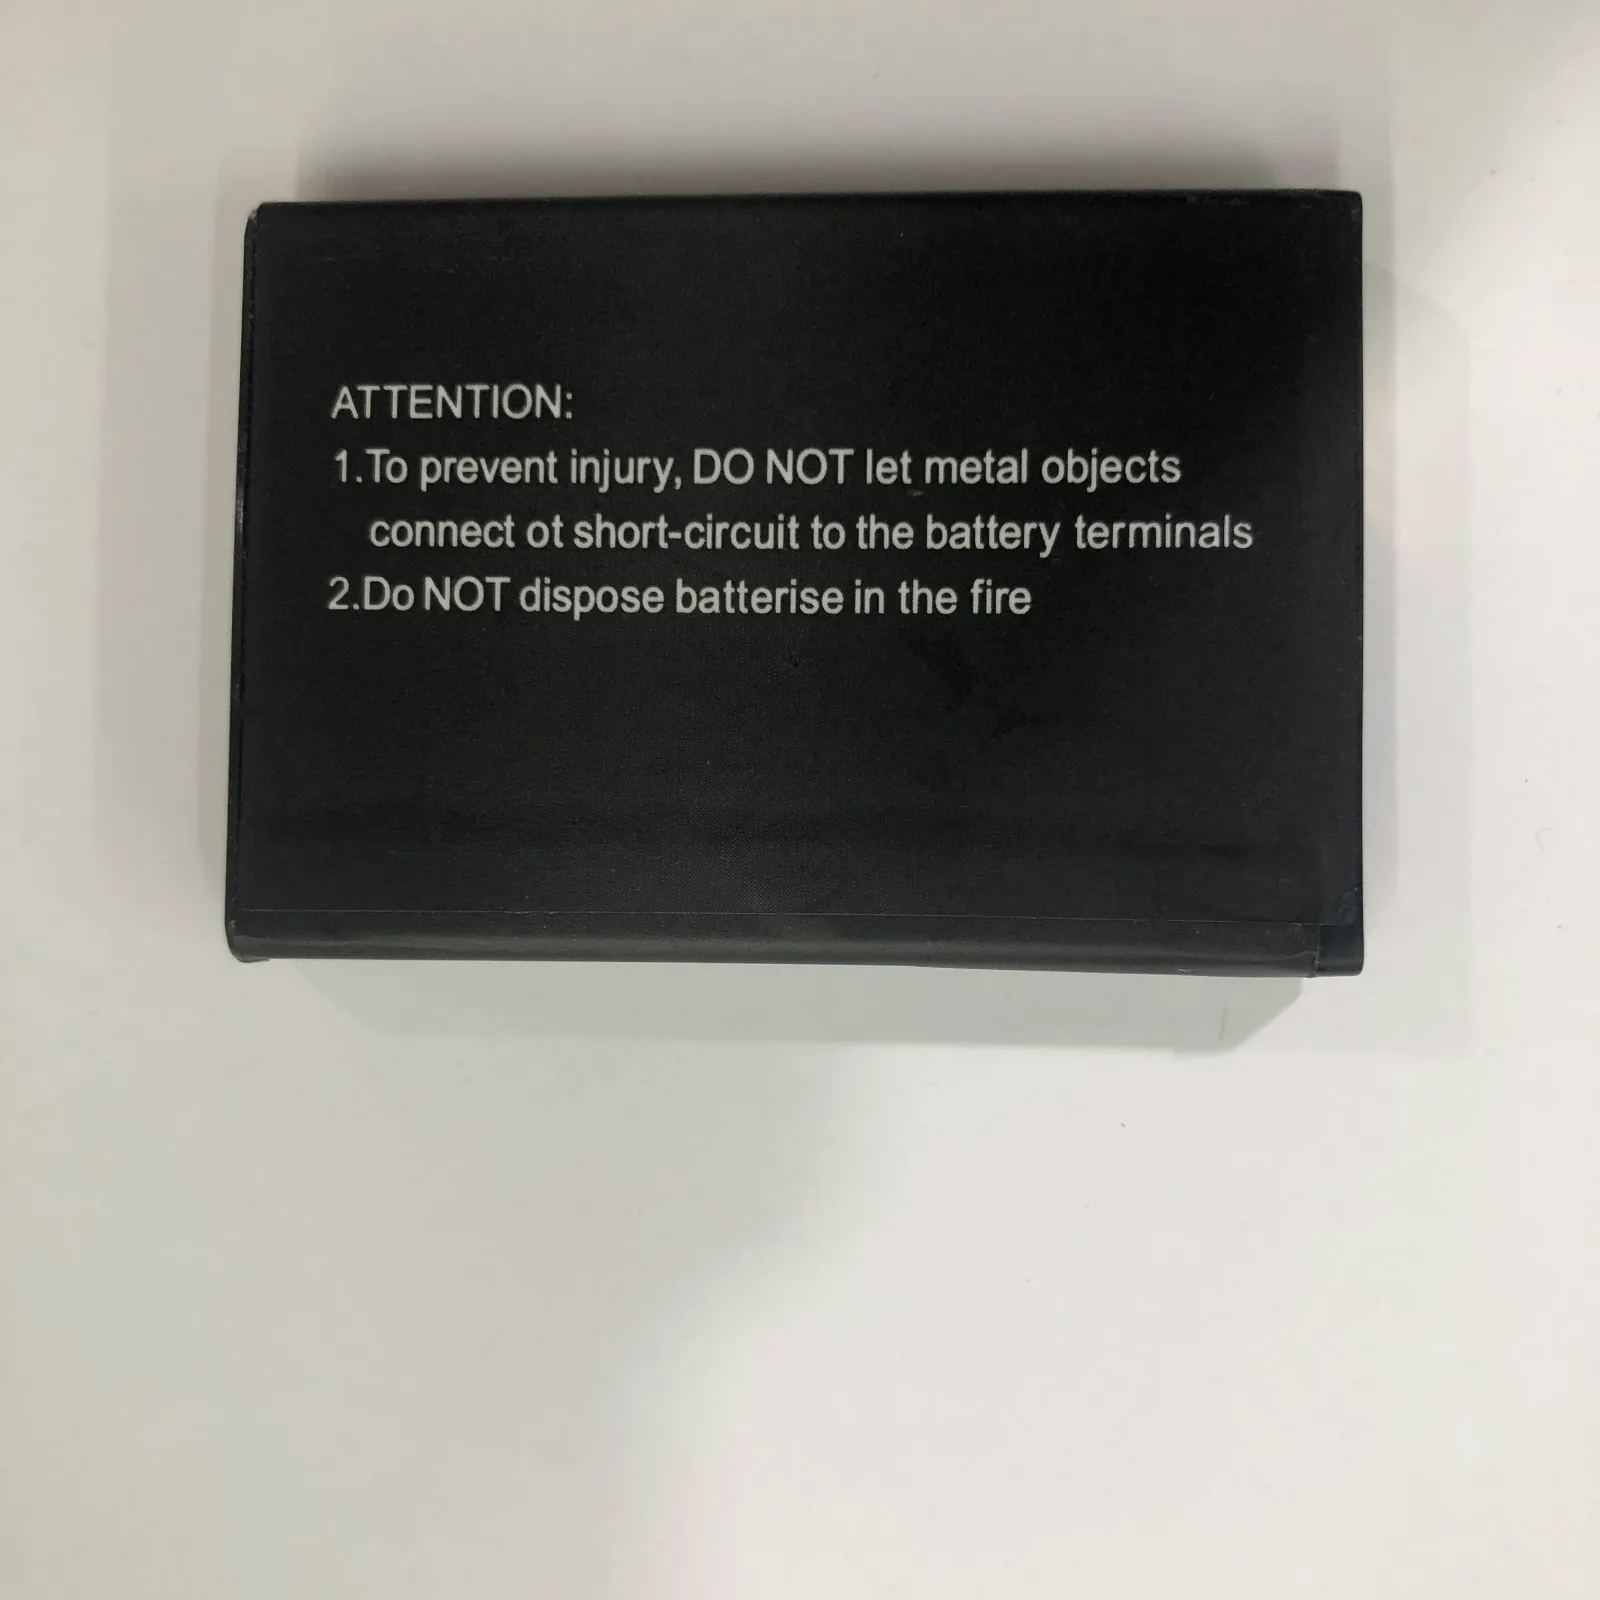 ATTENTION:
1.To prevent injury, DO NOT let metal objects
connect ot short-circuit to the battery terminals
2.Do NOT dispose batterise in the fire